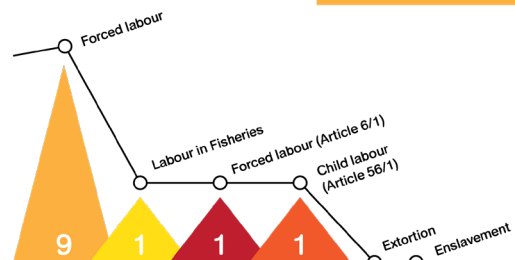 Forced labour
Labour in Fisheries
Forced labour (Article 6/1)
Child labour
(Article 56/1)
Extortion
Enslavement
9
1
1
1